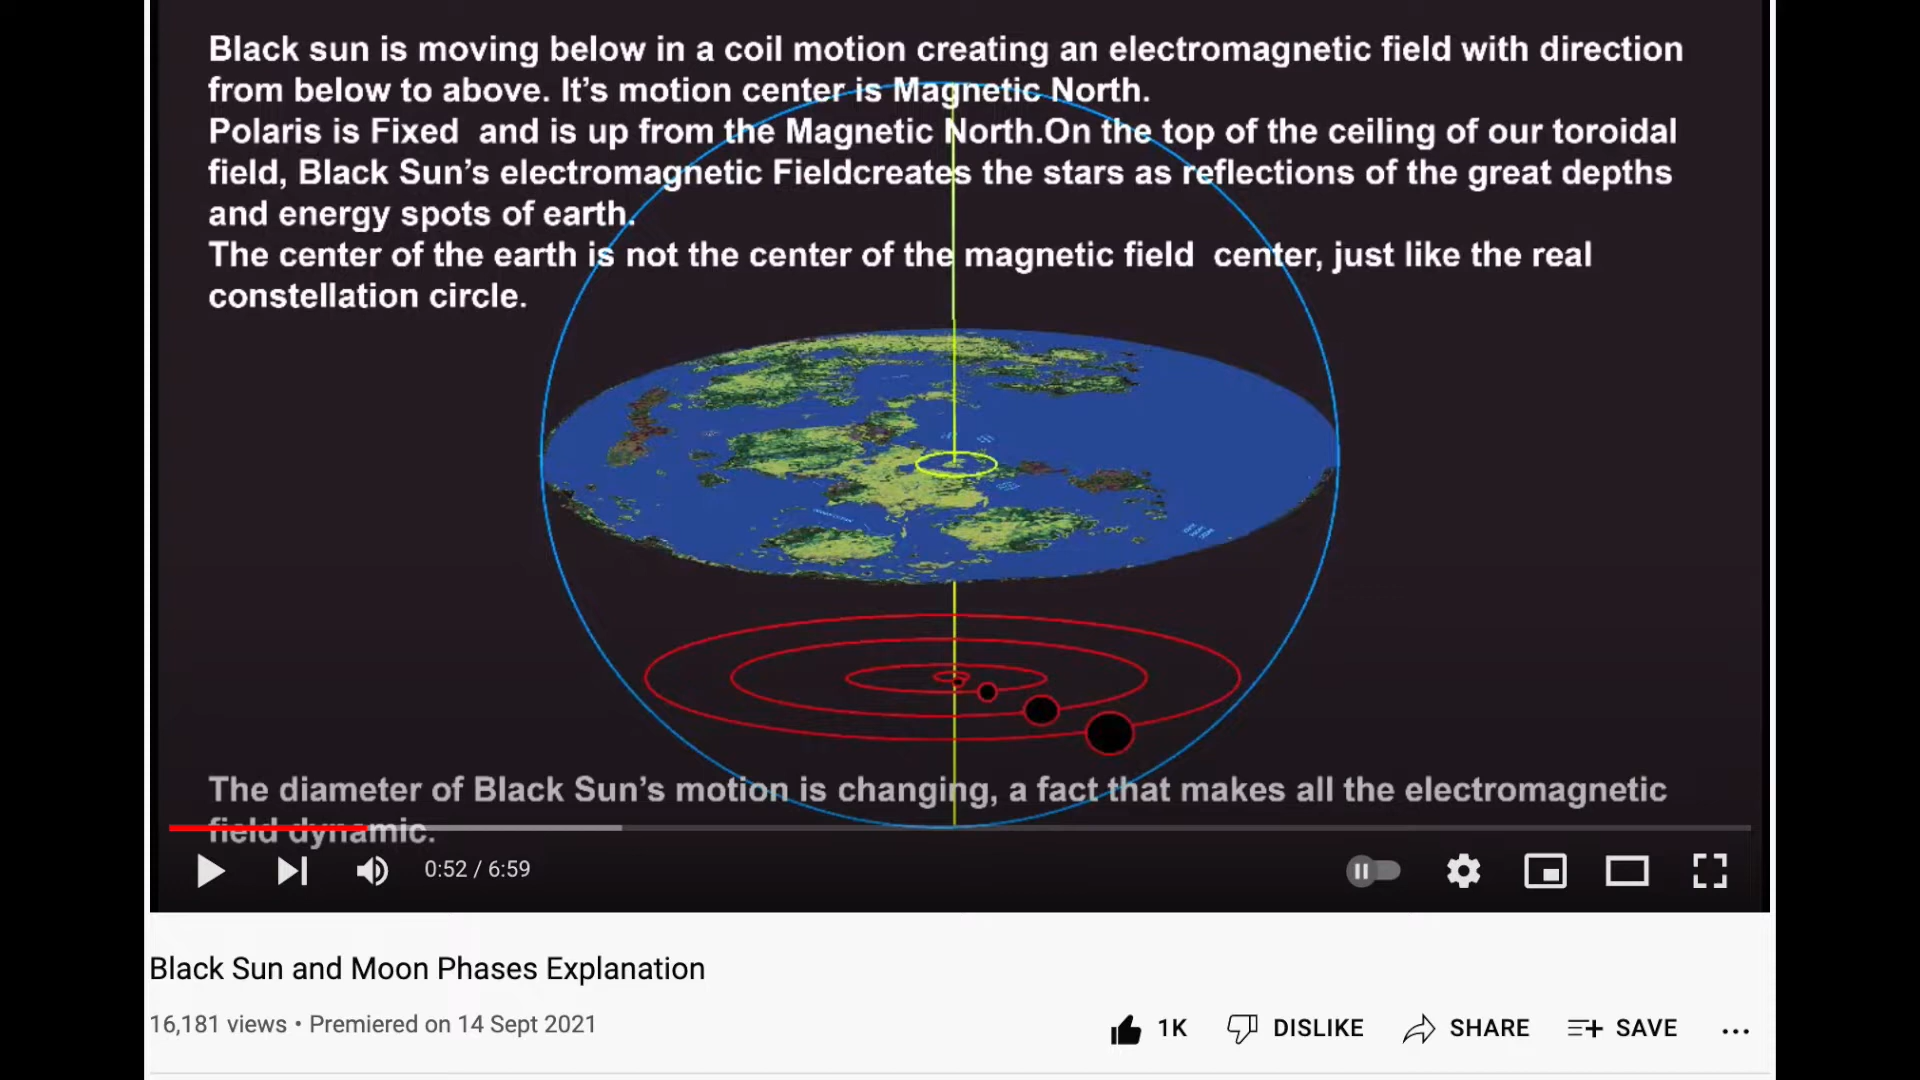 Black sun is moving below in a coil motion creating an electromagnetic field with direction
from below to above. It’s motion center is Magnetic North.
Polaris is Fixed  and is up from the Magnetic North.On the top of the ceiling of our toroidal
field, Black Sun’s electromagnetic Fieldcreates the stars as reflections of the great depths
and energy spots of earth.
The center of the earth is not the center of the magnetic field  center, just like the real
constellation circle.
The diameter of Black Sun’s motion is changing, a fact that makes all the electromagnetic
field dynamic.
0:52 / 6:59
Black Sun and Moon Phases Explanation
16,181 views • Premiered on 14 Sept 2021
1K DISLIKE SHARE SAVE